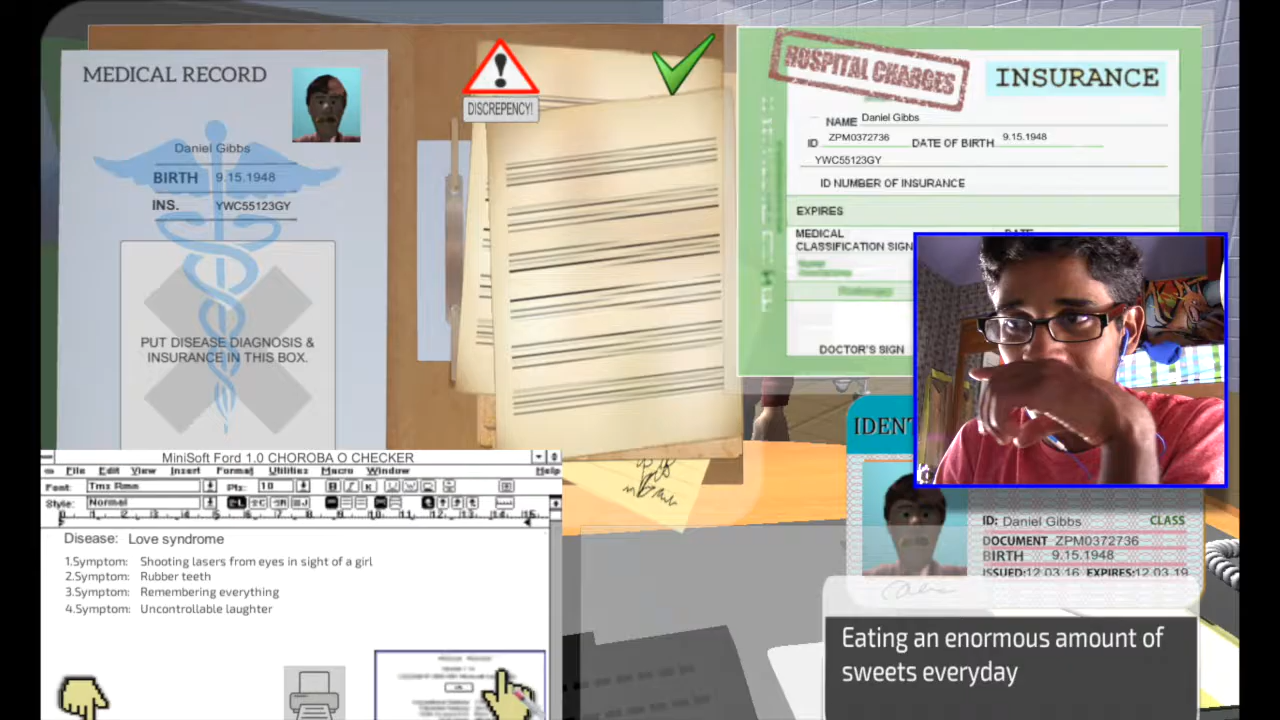 MEDICAL RECORD
Daniel Gibbs
BIRTH 9.15.1948
INS. YWC55123GY
PUT DISEASE DIAGNOSIS &
INSURANCE IN THIS BOX.
DISCREPENCY!
HOSPITAL CHARGES
INSURANCE
NAME Daniel Gibbs
ID ZPM0372736 DATE OF BIRTH 9.15.1948
YWC55123GY
ID NUMBER OF INSURANCE
EXPIRES
MEDICAL
CLASSIFICATION SIGN
DOCTOR'S SIGN
IDENT
ID: Daniel Gibbs CLASS
DOCUMENT ZPM0372736
BIRTH 9.15.1948
ISSUED:12.03.16 EXPIRES:12.03.19
MiniSoft Ford 1.0 CHOROBA O CHECKER
File Edit View Insert Format Utilities Macro Window Help
Font: Tms Rmn Pts: 10
Style: Normal
Disease: Love syndrome
1.Symptom: Shooting lasers from eyes in sight of a girl
2.Symptom: Rubber teeth
3.Symptom: Remembering everything
4.Symptom: Uncontrollable laughter
Eating an enormous amount of
sweets everyday